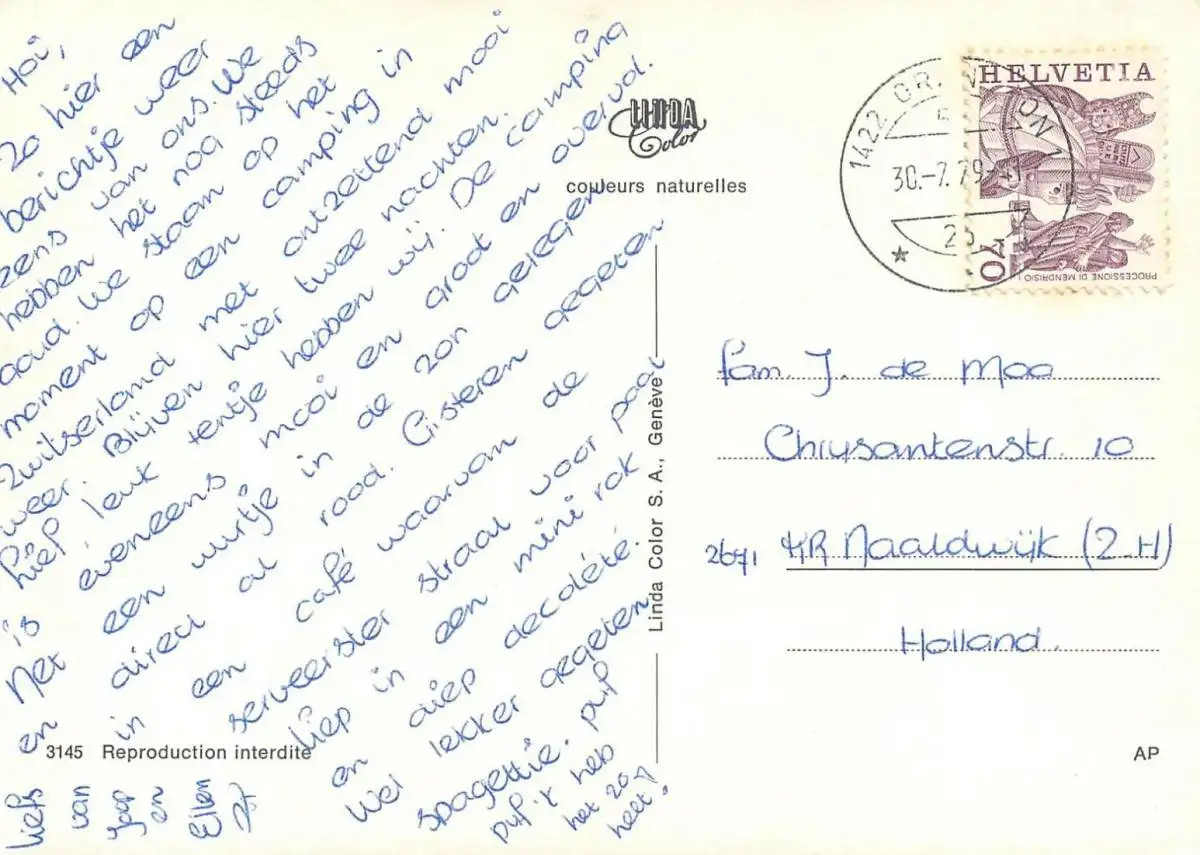 Hoi,
Zo hier een
berichtje weer
eens van ons. We
hebben het nog steeds
goud. We staan op het
moment op een camping in
Zwitserland met ontzettend mooi
weer. Blijven hier twee nachten.
Lief, leuk tentje hebben wij. De camping
is eveneens mooi en groot en overvol.
Net een uurtje in de zon gelegen
en direct al rood. Gisteren gegeten
in een café waarvan de
serveerster straal voor paal
liep in een mini rok
en diep decoleté.
Wel lekker gegeten
spagettie. puf
puf 'k heb
het zo
heet!
Liefs
van
Jaap
en
Ellen
LINDA
Color
couleurs naturelles
Linda Color S. A., Genève
3145 Reproduction interdite
AP
1422 GRANDSON 1
30.-7.79
HELVETIA
70
PROCESSIONE DI MENDRISIO
fam. J. de Maa
Chrysantenstr. 10
2671 KR Naaldwijk (Z.H)
Holland.